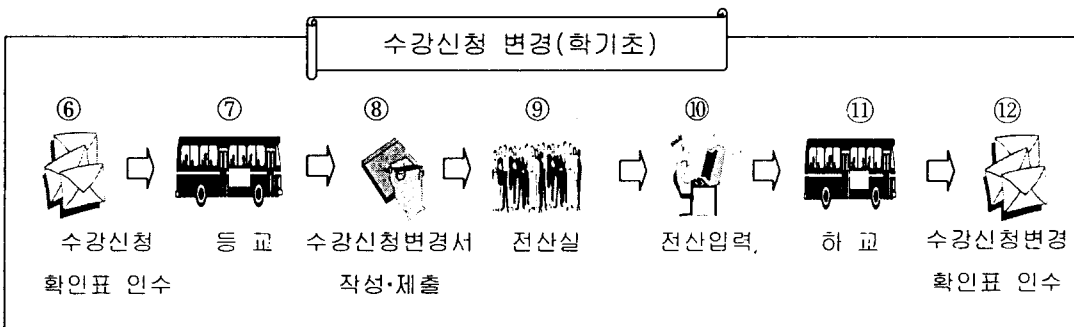 수강신청 변경(학기초)
⑥ ⑦ ⑧ ⑨ ⑩ ⑪ ⑫
수강신청 등 교 수강신청변경서 전산실 전산입력, 하 교 수강신청변경
확인표 인수 작성·제출 확인표 인수